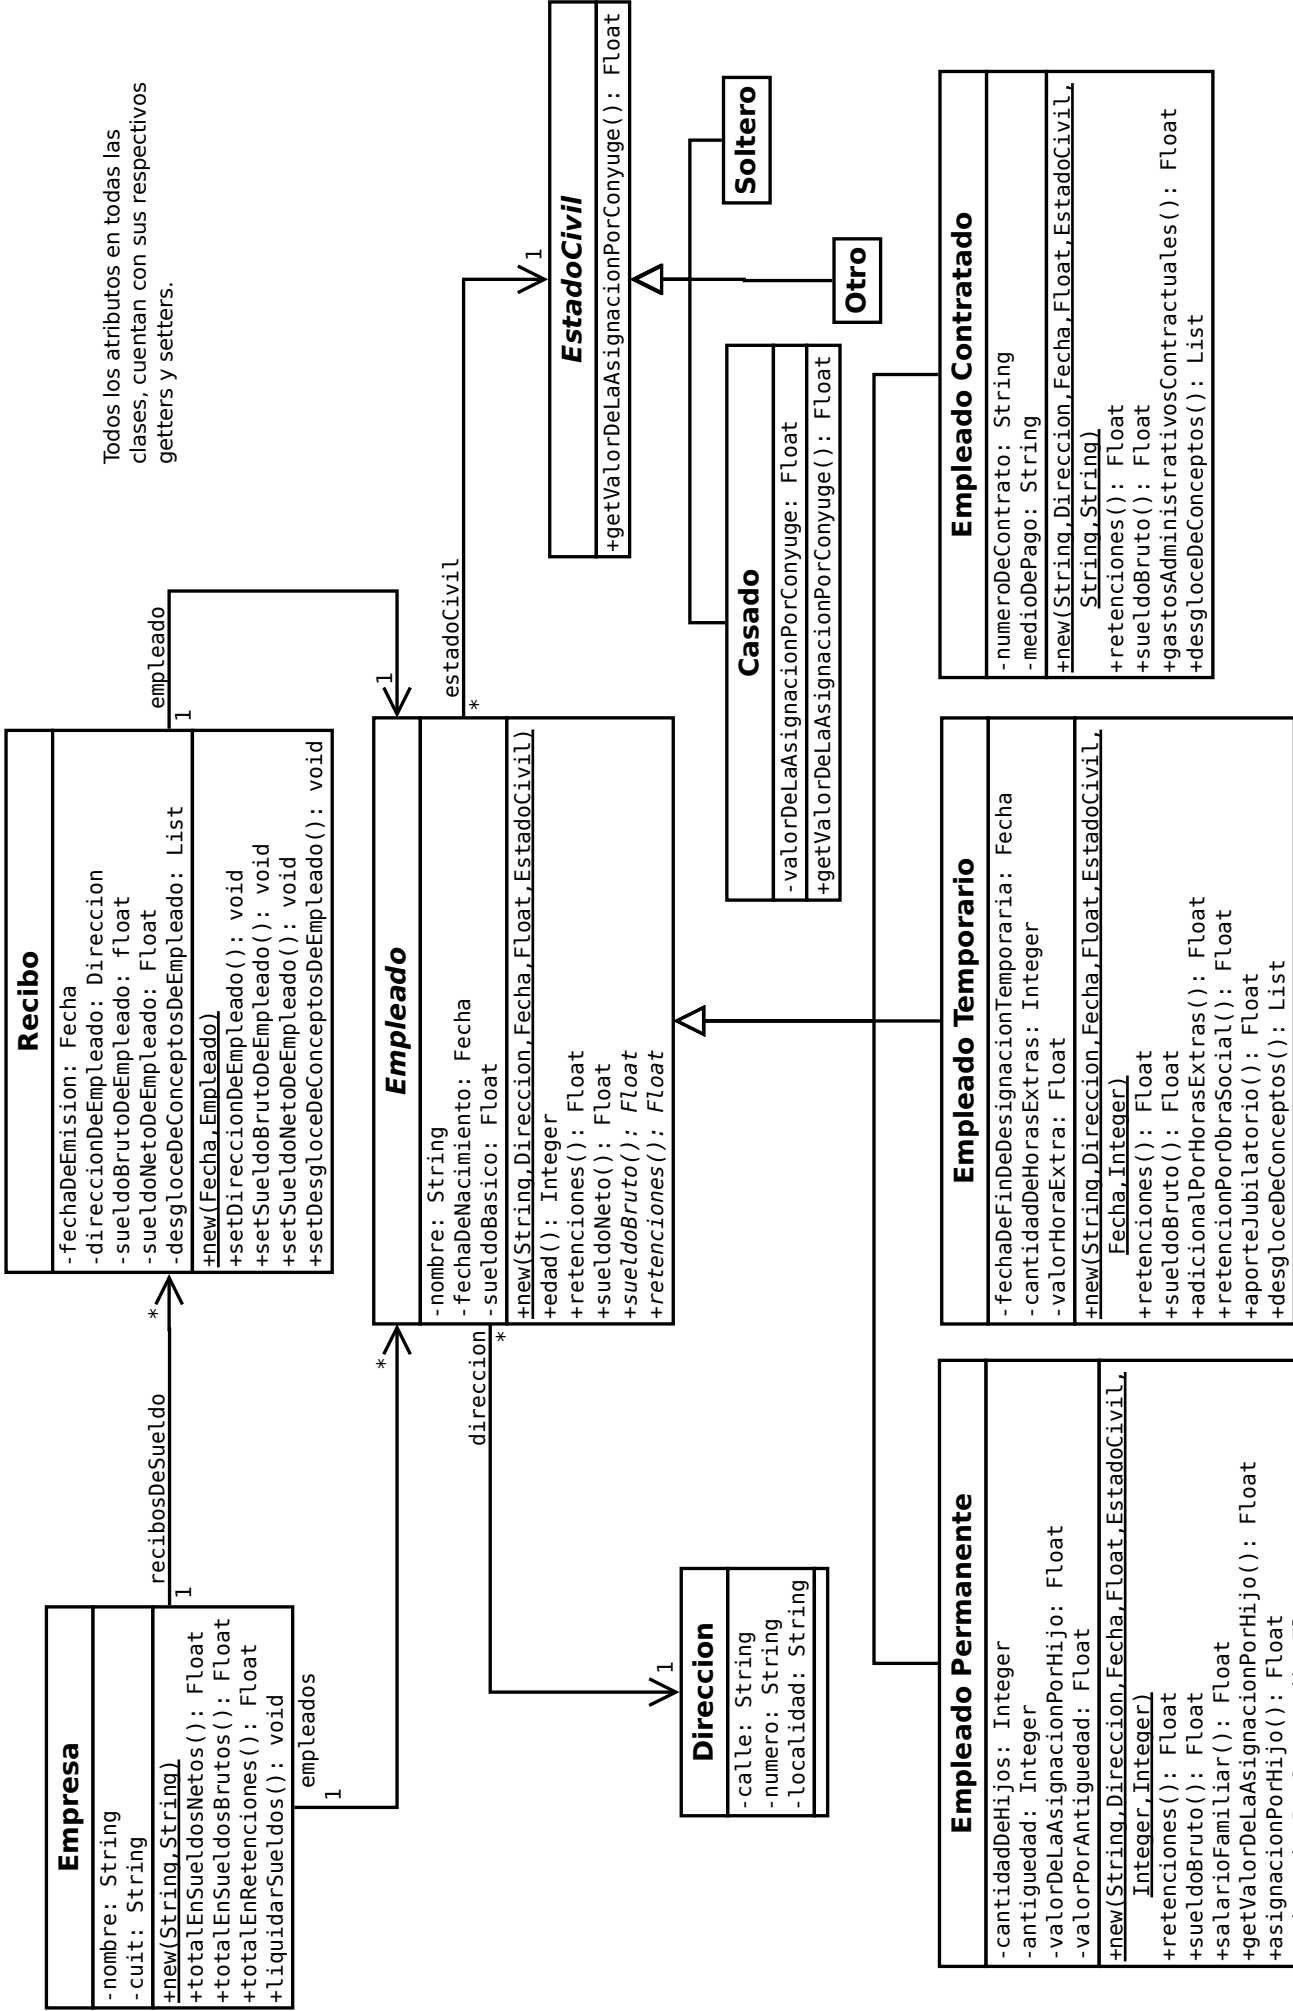 Todos los atributos en todas las
clases, cuentan con sus respectivos
getters y setters.
Empresa
-nombre: String
-cuit: String
+new(String,String)
+totalEnSueldosNetos(): Float
+totalEnSueldosBrutos(): Float
+totalEnRetenciones(): Float
+liquidarSueldos(): void
1
recibosDeSueldo
*
1
empleados
*
Recibo
-fechaDeEmision: Fecha
-direccionDeEmpleado: Direccion
-sueldoBrutoDeEmpleado: float
-sueldoNetoDeEmpleado: Float
-desgloceDeConceptosDeEmpleado: List
+new(Fecha,Empleado)
+setDireccionDeEmpleado(): void
+setSueldoBrutoDeEmpleado(): void
+setSueldoNetoDeEmpleado(): void
+setDesgloceDeConceptosDeEmpleado(): void
1
empleado
1
Empleado
-nombre: String
-fechaDeNacimiento: Fecha
-sueldoBasico: Float
+new(String,Direccion,Fecha,Float,EstadoCivil)
+edad(): Integer
+retenciones(): Float
+sueldoNeto(): Float
+sueldoBruto(): Float
+retenciones(): Float
direccion
*
1
estadoCivil
*
1
EstadoCivil
+getValorDeLaAsignacionPorConyuge(): Float
Direccion
-calle: String
-numero: String
-localidad: String
Casado
-valorDeLaAsignacionPorConyuge: Float
+getValorDeLaAsignacionPorConyuge(): Float
Otro
Soltero
Empleado Permanente
-cantidadDeHijos: Integer
-antiguedad: Integer
-valorDeLaAsignacionPorHijo: Float
-valorPorAntiguedad: Float
+new(String,Direccion,Fecha,Float,EstadoCivil,
Integer,Integer)
+retenciones(): Float
+sueldoBruto(): Float
+salarioFamiliar(): Float
+getValorDeLaAsignacionPorHijo(): Float
+asignacionPorHijo(): Float
Empleado Temporario
-fechaDeFinDeDesignacionTemporaria: Fecha
-cantidadDeHorasExtras: Integer
-valorHoraExtra: Float
+new(String,Direccion,Fecha,Float,EstadoCivil,
Fecha,Integer)
+retenciones(): Float
+sueldoBruto(): Float
+adicionalPorHorasExtras(): Float
+retencionPorObraSocial(): Float
+aporteJubilatorio(): Float
+desgloceDeConceptos(): List
Empleado Contratado
-numeroDeContrato: String
-medioDePago: String
+new(String,Direccion,Fecha,Float,EstadoCivil,
String,String)
+retenciones(): Float
+sueldoBruto(): Float
+gastosAdministrativosContractuales(): Float
+desgloceDeConceptos(): List